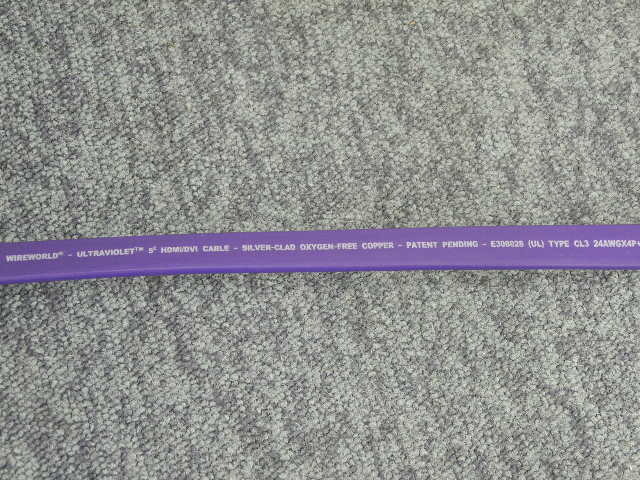 WIREWORLD® - ULTRAVIOLET™ 5² HDMI/DVI CABLE - SILVER-CLAD OXYGEN-FREE COPPER - PATENT PENDING - E308028 (UL) TYPE CL3 24AWGX4P+